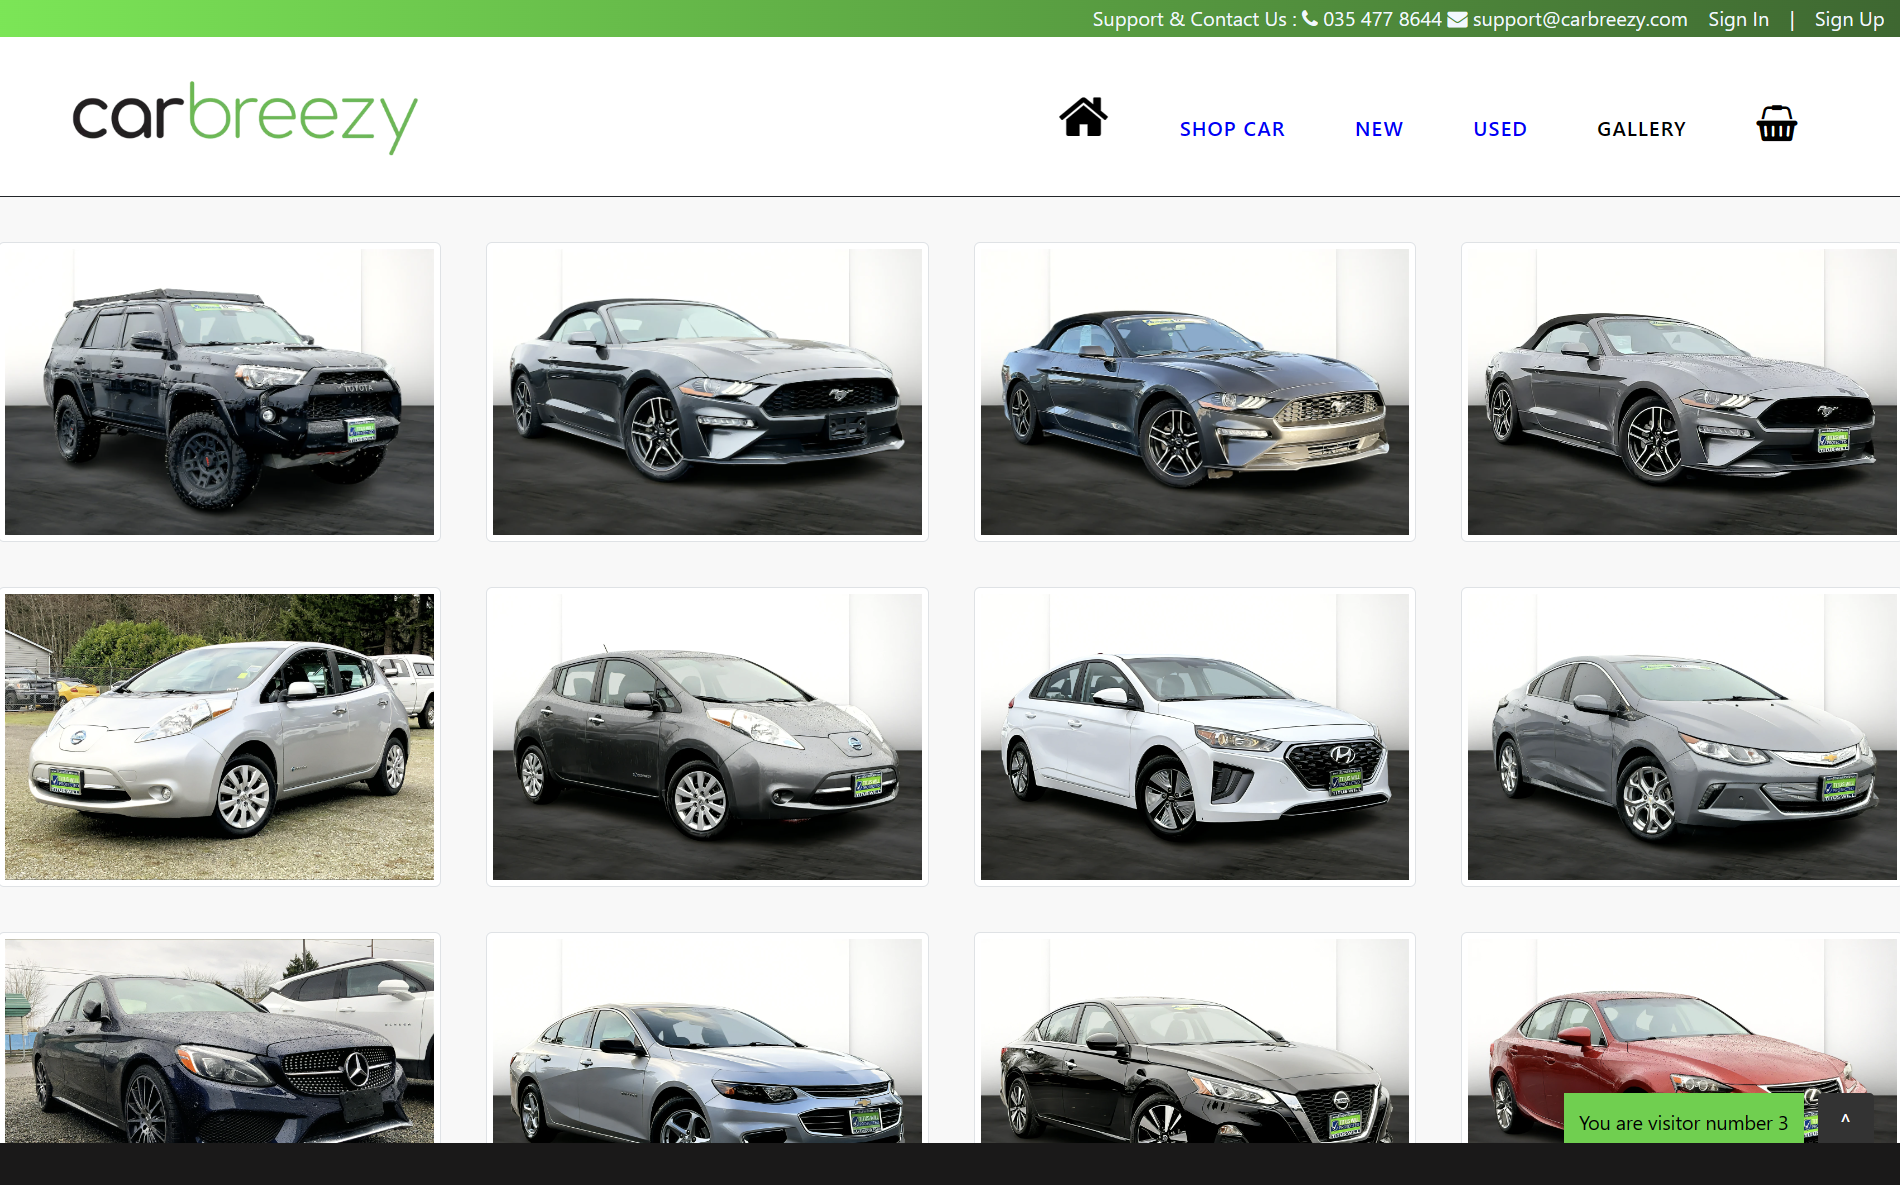 Support & Contact Us : 035 477 8644 support@carbreezy.com Sign In | Sign Up
carbreezy
SHOP CAR NEW USED GALLERY
TOYOTA
You are visitor number 3
^